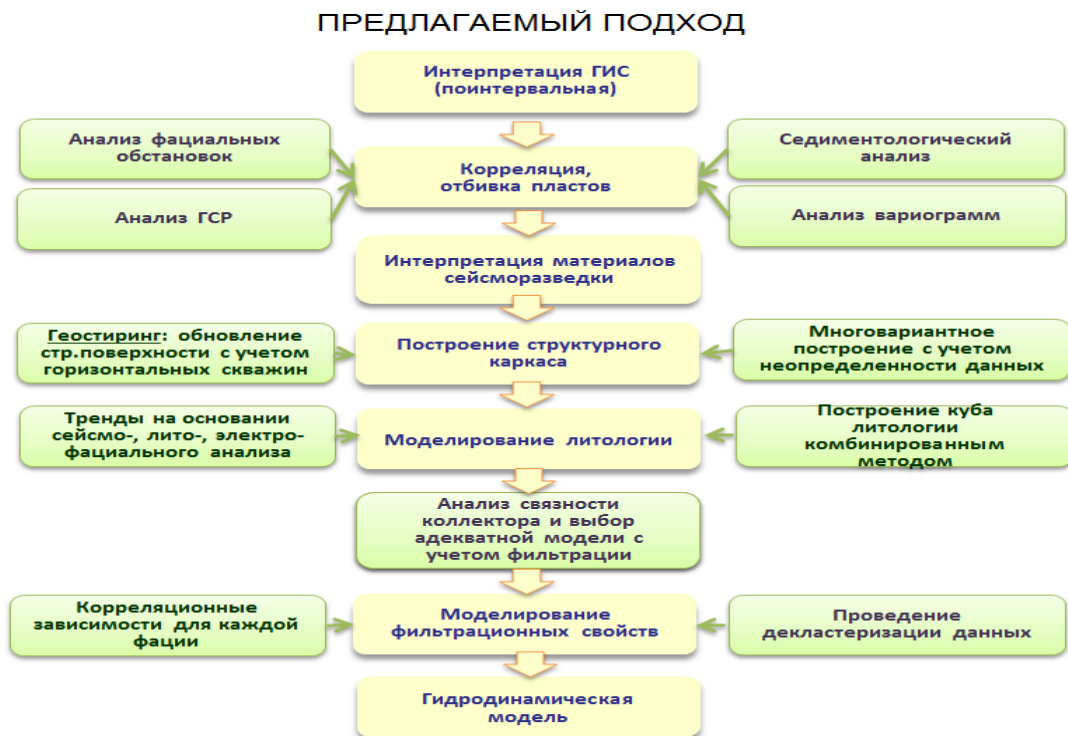 ПРЕДЛАГАЕМЫЙ ПОДХОД
Интерпретация ГИС
(поинтервальная)
Анализ фациальных
обстановок
Седиментологический
анализ
Корреляция,
отбивка пластов
Анализ ГСР
Анализ вариограмм
Интерпретация материалов
сейсморазведки
Геостиринг: обновление
стр.поверхности с учетом
горизонтальных скважин
Построение структурного
каркаса
Многовариантное
построение с учетом
неопределенности данных
Тренды на основании
сейсмо-, лито-, электро-
фациального анализа
Моделирование литологии
Построение куба
литологии
комбинированным
методом
Анализ связности
коллектора и выбор
адекватной модели с
учетом фильтрации
Корреляционные
зависимости для каждой
фации
Моделирование
фильтрационных свойств
Проведение
декластеризации данных
Гидродинамическая
модель